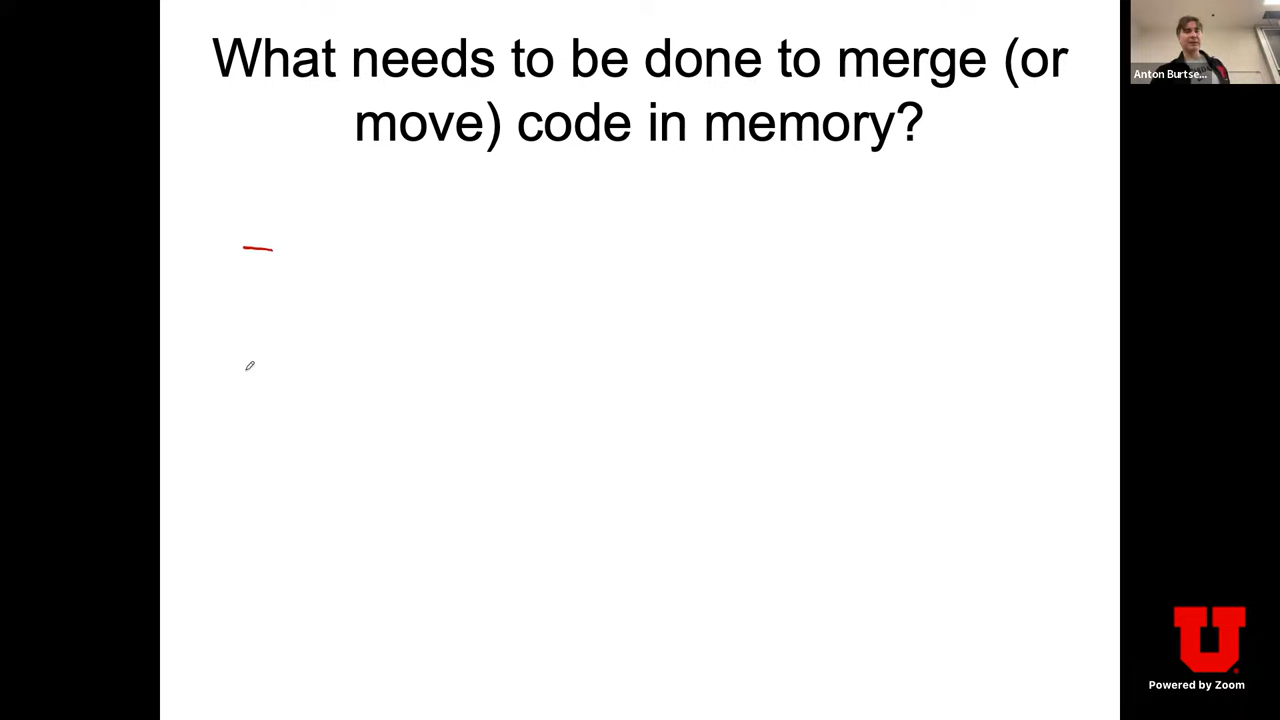 What needs to be done to merge (or
move) code in memory?
Anton Burtse...
U
Powered by Zoom